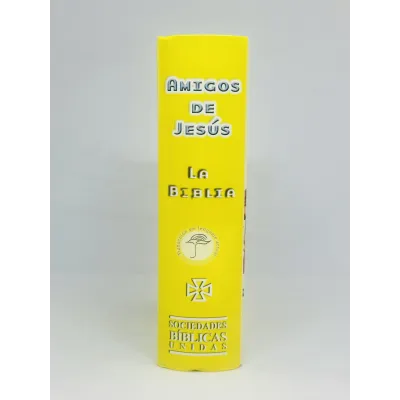 AMIGOS
DE
JESÚS
LA
BIBLIA
SOCIEDADES
BÍBLICAS
UNIDAS